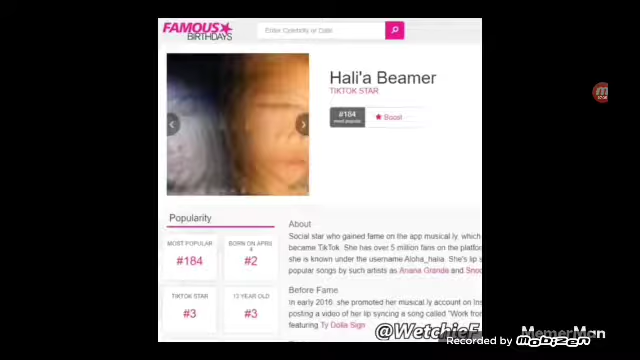 FAMOUS
BIRTHDAYS
Enter Celebrity or Date
Hali'a Beamer
TIKTOK STAR
#184
most popular
Boost
Popularity
MOST POPULAR
#184
BORN ON APRIL
4
#2
TIKTOK STAR
#3
12 YEAR OLD
#3
About
Social star who gained fame on the app musical.ly, which
became TikTok. She has over 5 million fans on the platfor
she is known under the username Aloha_halia. She's lip s
popular songs by such artists as Ariana Grande and Snoo
Before Fame
In early 2016, she promoted her musical.ly account on Ins
posting a video of her lip syncing a song called "Work from
featuring Ty Dolla Sign
@WetchieF
MemerMan
Recorded by MOBIZEN